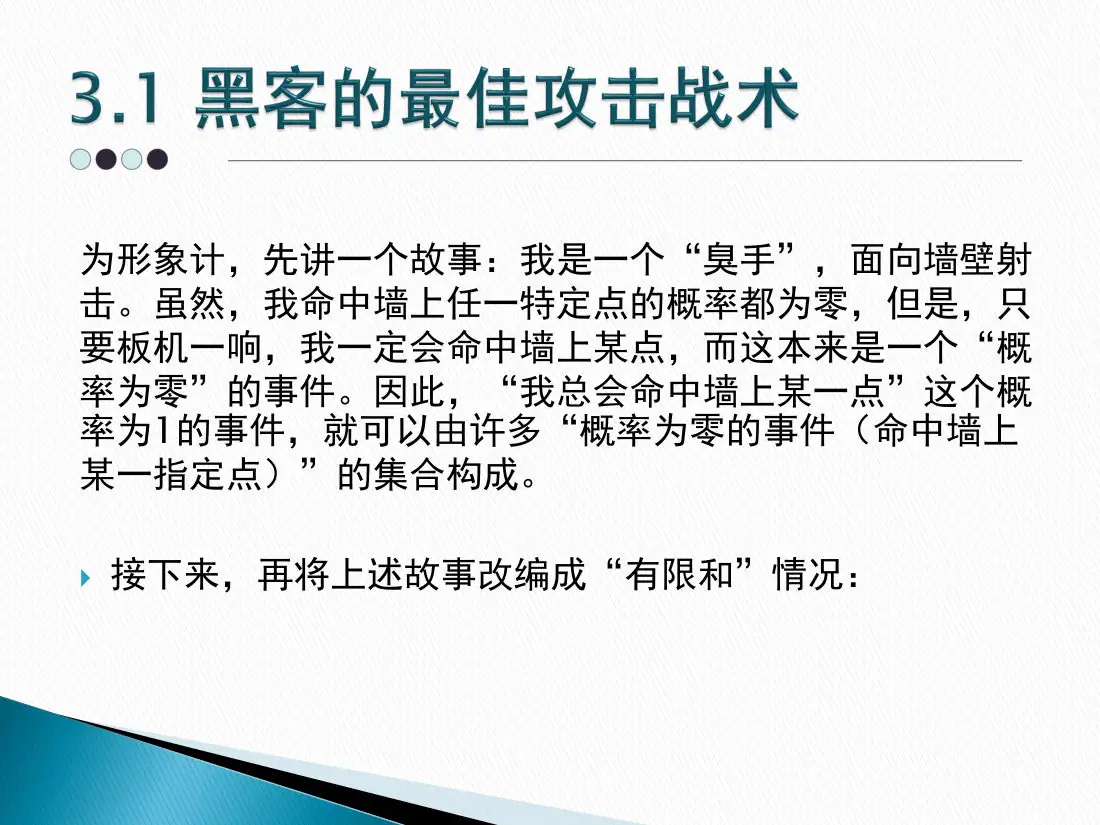 3.1 黑客的最佳攻击战术
为形象计，先讲一个故事：我是一个“臭手”，面向墙壁射
击。虽然，我命中墙上任一特定点的概率都为零，但是，只
要板机一响，我一定会命中墙上某点，而这本来是一个“概
率为零”的事件。因此，“我总会命中墙上某一点”这个概
率为1的事件，就可以由许多“概率为零的事件（命中墙上
某一指定点）”的集合构成。
接下来，再将上述故事改编成“有限和”情况：